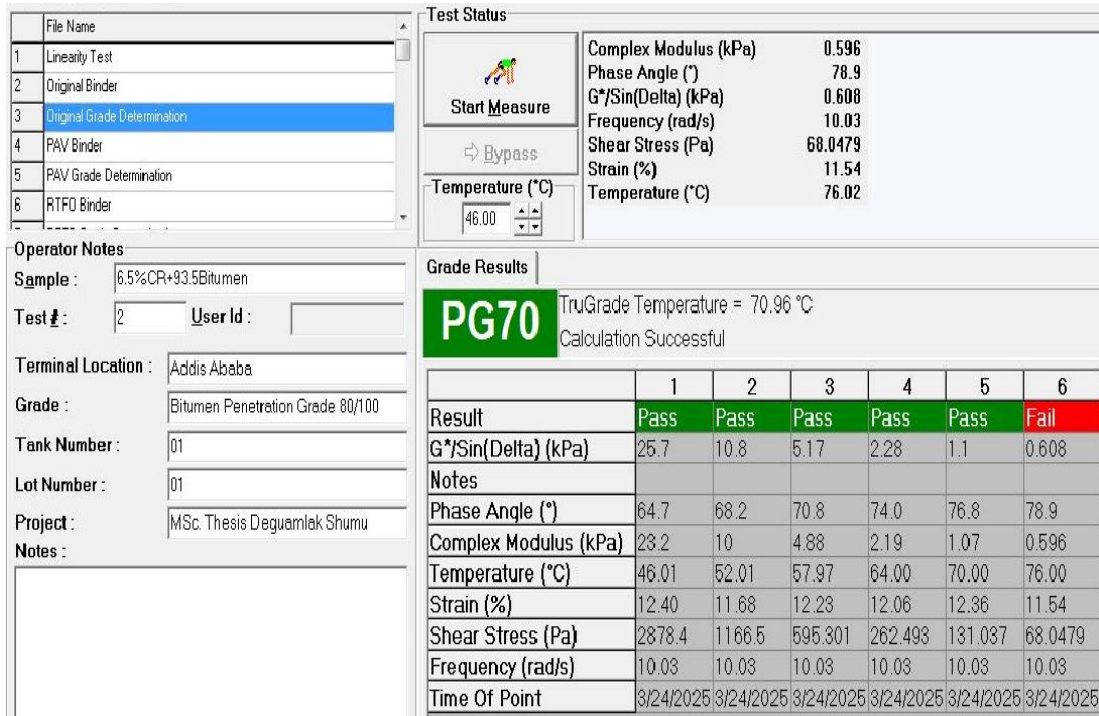 File Name
1 Linearity Test
2 Original Binder
3 Original Grade Determination
4 PAV Binder
5 PAV Grade Determination
6 RTFO Binder
Test Status
Start Measure
Bypass
Temperature (°C)
46.00
Complex Modulus (kPa) 0.596
Phase Angle (°) 78.9
G*/Sin(Delta) (kPa) 0.608
Frequency (rad/s) 10.03
Shear Stress (Pa) 68.0479
Strain (%) 11.54
Temperature (°C) 76.02
Operator Notes
Sample : 6.5%CR+93.5Bitumen
Test # : 2 User Id :
Terminal Location : Addis Ababa
Grade : Bitumen Penetration Grade 80/100
Tank Number : 01
Lot Number : 01
Project : MSc. Thesis Deguamlak Shumu
Notes :
Grade Results
PG70
TruGrade Temperature = 70.96 °C
Calculation Successful
1 2 3 4 5 6
Result Pass Pass Pass Pass Pass Fail
G*/Sin(Delta) (kPa) 25.7 10.8 5.17 2.28 1.1 0.608
Notes
Phase Angle (°) 64.7 68.2 70.8 74.0 76.8 78.9
Complex Modulus (kPa) 23.2 10 4.88 2.19 1.07 0.596
Temperature (°C) 46.01 52.01 57.97 64.00 70.00 76.00
Strain (%) 12.40 11.68 12.23 12.06 12.36 11.54
Shear Stress (Pa) 2878.4 1166.5 595.301 262.493 131.037 68.0479
Frequency (rad/s) 10.03 10.03 10.03 10.03 10.03 10.03
Time Of Point 3/24/2025 3/24/2025 3/24/2025 3/24/2025 3/24/2025 3/24/2025